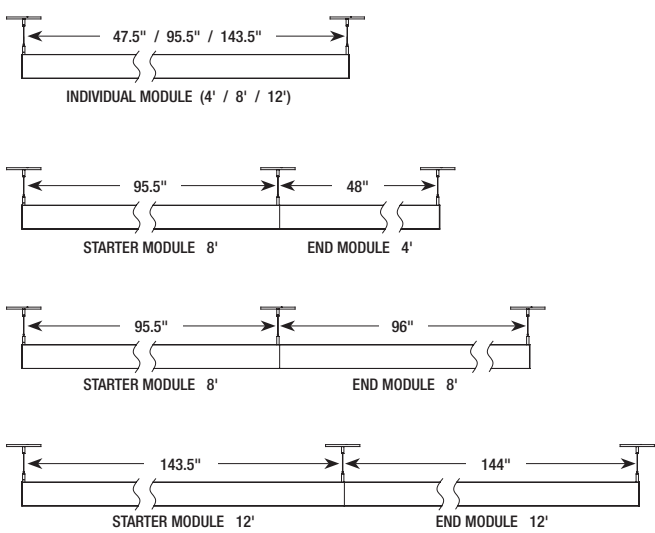 47.5" / 95.5" / 143.5"
INDIVIDUAL MODULE (4' / 8' / 12')
95.5" 48"
STARTER MODULE 8' END MODULE 4'
95.5" 96"
STARTER MODULE 8' END MODULE 8'
143.5" 144"
STARTER MODULE 12' END MODULE 12'